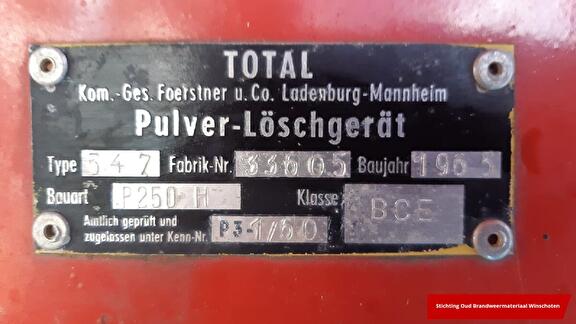 TOTAL
Kom.-Ges. Foerstner u. Co. Ladenburg-Mannheim
Pulver-Löschgerät
Type 347 Fabrik-Nr. 33605 Baujahr 1965
Bauart P250-H Klasse BCE
Amtlich geprüft und
zugelassen unter Kenn-Nr. P3-1/60
Stichting Oud Brandweermateriaal Winschoten